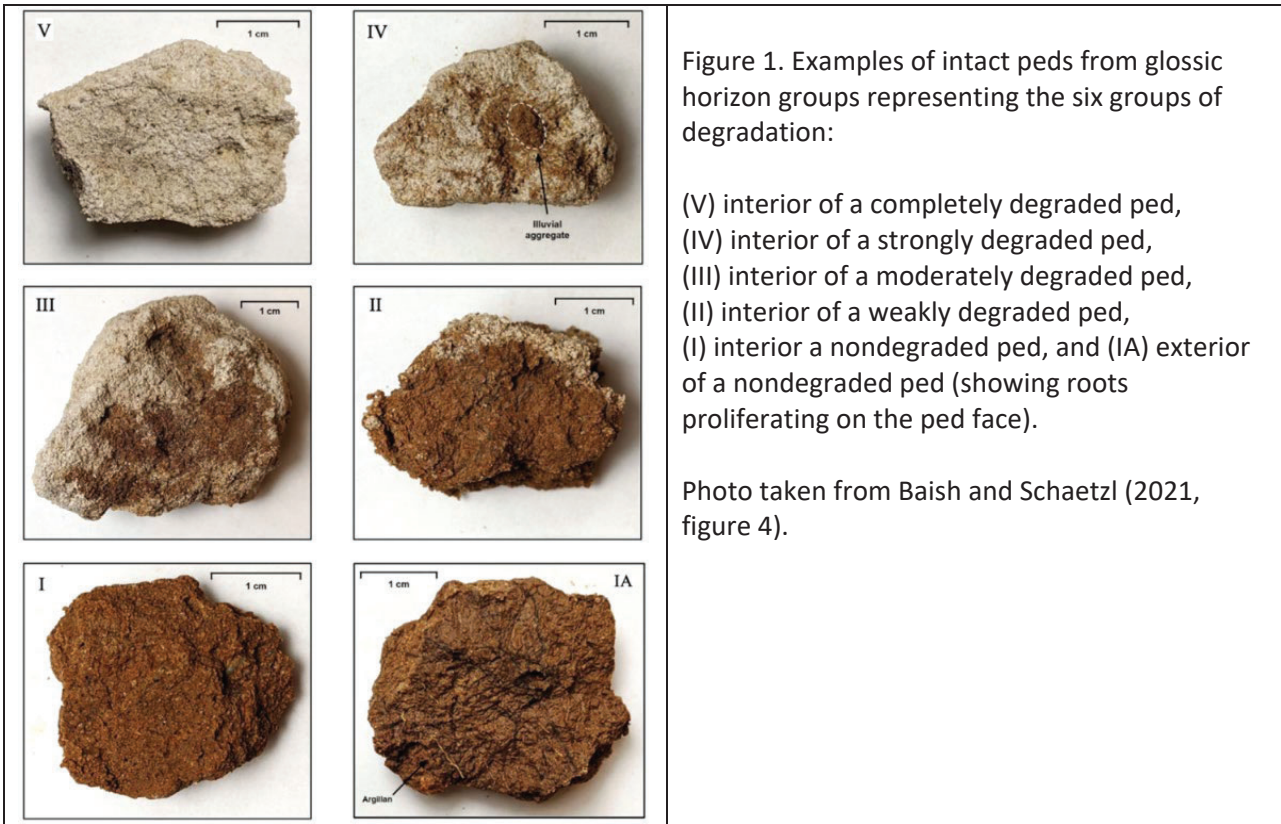 V
1 cm
IV
1 cm
Illuvial
aggregate
III
1 cm
II
1 cm
I
1 cm
1 cm
IA
Argillan
Figure 1. Examples of intact peds from glossic
horizon groups representing the six groups of
degradation:
(V) interior of a completely degraded ped,
(IV) interior of a strongly degraded ped,
(III) interior of a moderately degraded ped,
(II) interior of a weakly degraded ped,
(I) interior a nondegraded ped, and (IA) exterior
of a nondegraded ped (showing roots
proliferating on the ped face).
Photo taken from Baish and Schaetzl (2021,
figure 4).